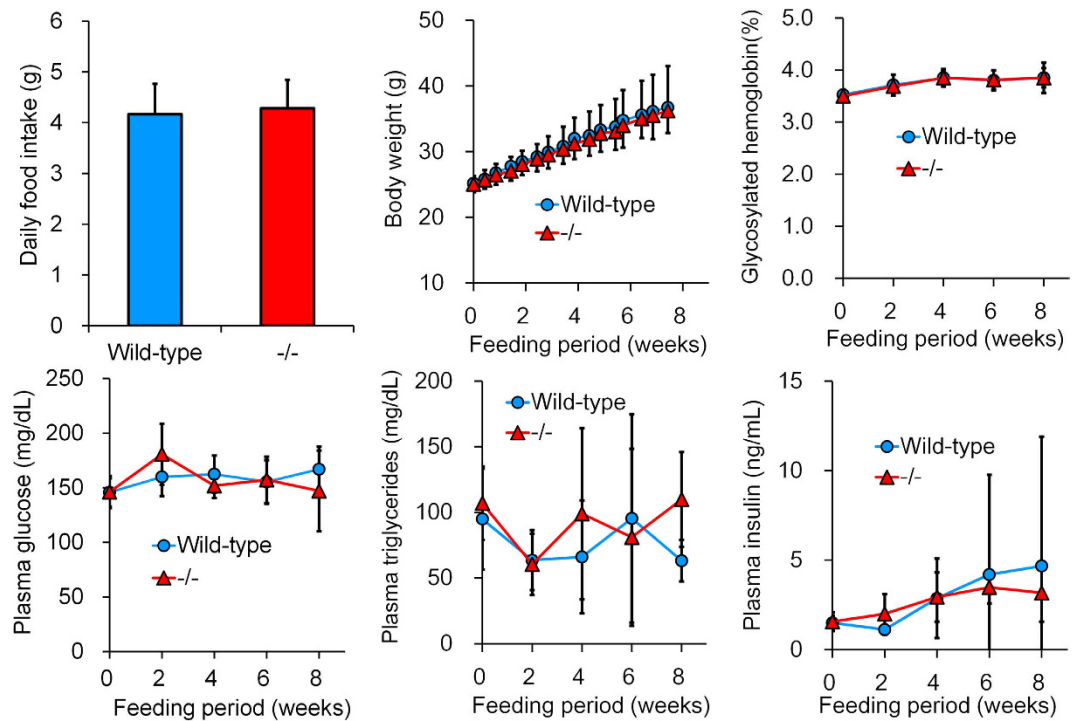 Daily food intake (g)
6
5
4
3
2
1
0
Wild-type
-/-
Body weight (g)
50
40
30
20
10
Wild-type
-/-
0 2 4 6 8
Feeding period (weeks)
Glycosylated hemoglobin(%)
5.0
4.0
3.0
2.0
1.0
0.0
Wild-type
-/-
0 2 4 6 8
Feeding period (weeks)
Plasma glucose (mg/dL)
250
200
150
100
50
0
Wild-type
-/-
0 2 4 6 8
Feeding period (weeks)
Plasma triglycerides (mg/dL)
200
150
100
50
0
Wild-type
-/-
0 2 4 6 8
Feeding period (weeks)
Plasma insulin (ng/mL)
15
10
5
0
Wild-type
-/-
0 2 4 6 8
Feeding period (weeks)